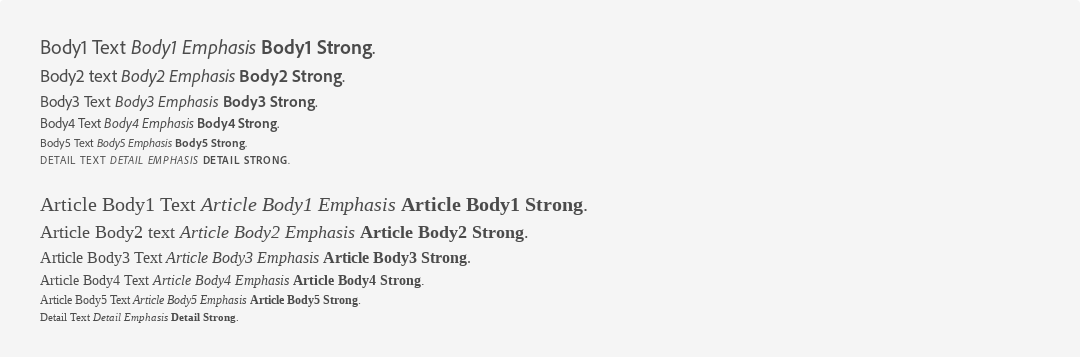 Body1 Text Body1 Emphasis Body1 Strong.
Body2 text Body2 Emphasis Body2 Strong.
Body3 Text Body3 Emphasis Body3 Strong.
Body4 Text Body4 Emphasis Body4 Strong.
Body5 Text Body5 Emphasis Body5 Strong.
DETAIL TEXT DETAIL EMPHASIS DETAIL STRONG.
Article Body1 Text Article Body1 Emphasis Article Body1 Strong.
Article Body2 text Article Body2 Emphasis Article Body2 Strong.
Article Body3 Text Article Body3 Emphasis Article Body3 Strong.
Article Body4 Text Article Body4 Emphasis Article Body4 Strong.
Article Body5 Text Article Body5 Emphasis Article Body5 Strong.
Detail Text Detail Emphasis Detail Strong.